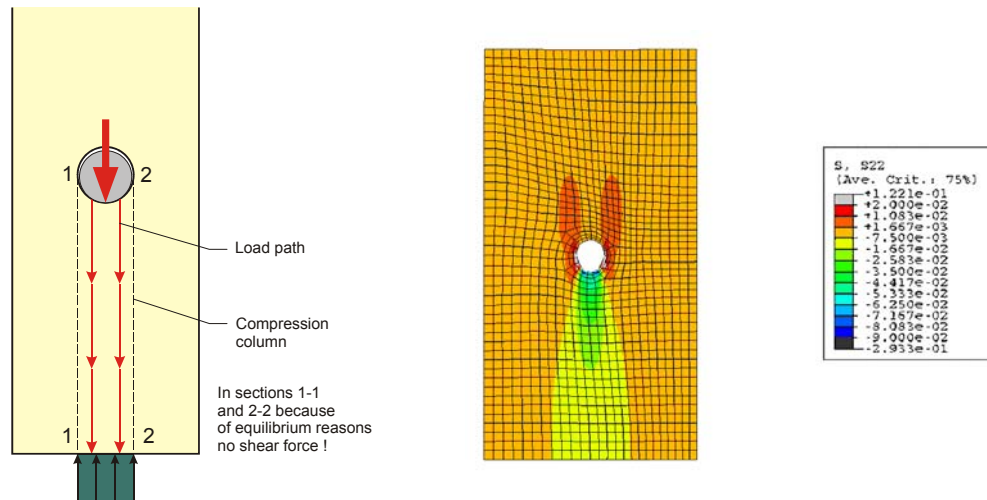 1
2
Load path
Compression
column
In sections 1-1
and 2-2 because
of equilibrium reasons
no shear force !
1
2
S, S22
(Ave. Crit.: 75%)
+1.221e-01
+2.000e-02
+1.083e-02
+1.667e-03
-7.500e-03
-1.667e-02
-2.583e-02
-3.500e-02
-4.417e-02
-5.333e-02
-6.250e-02
-7.167e-02
-8.083e-02
-9.000e-02
-2.933e-01